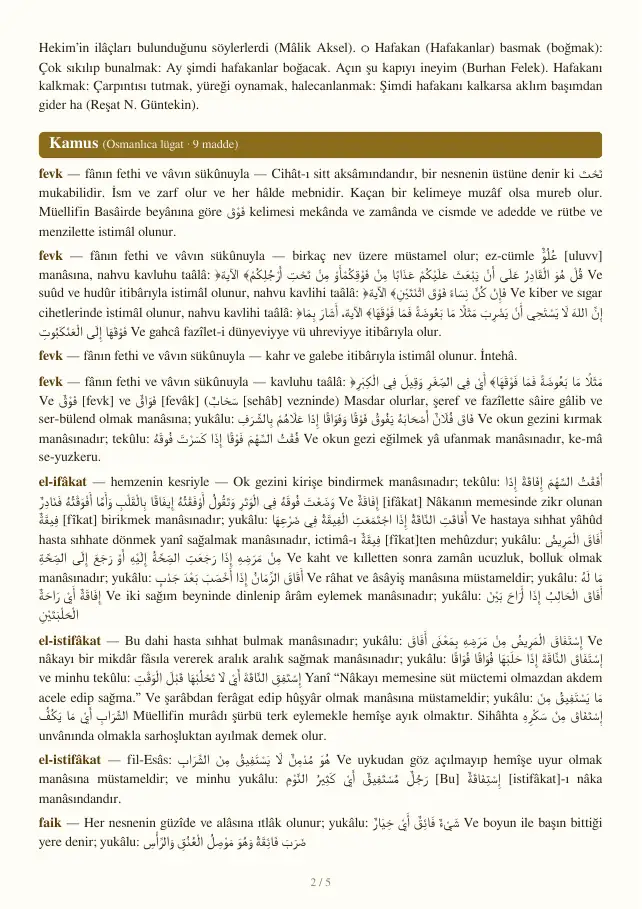 Hekim’in ilâçları bulunduğunu söylerlerdi (Mâlik Aksel). ○ Hafakan (Hafakanlar) basmak (boğmak):
Çok sıkılıp bunalmak: Ay şimdi hafakanlar boğacak. Açın şu kapıyı ineyim (Burhan Felek). Hafakanı
kalkmak: Çarpıntısı tutmak, yüreği oynamak, halecanlanmak: Şimdi hafakanı kalkarsa aklım başımdan
gider ha (Reşat N. Güntekin).
Kamus (Osmanlıca lügat · 9 madde)
fevk — fânın fethi ve vâvın sükûnuyla — Cihât-ı sitt aksâmındandır, bir nesnenin üstüne denir ki تَحْت
mukabilidir. İsm ve zarf olur ve her hâlde mebnidir. Kaçan bir kelimeye muzâf olsa mureb olur.
Müellifin Basâirde beyânına göre فَوْق kelimesi mekânda ve zamânda ve cismde ve adedde ve rütbe ve
menzilette istimâl olunur.
fevk — fânın fethi ve vâvın sükûnuyla — birkaç nev üzere müstamel olur; ez-cümle عُلُوٌّ [uluvv]
manâsına, nahvu kavluhu taâlâ: ﴿قُلْ هُوَ الْقَادِرُ عَلَى أَنْ يَبْعَثَ عَلَيْكُمْ عَذَابًا مِنْ فَوْقِكُمْأَوْ مِنْ تَحْتِ أَرْجُلِكُمْ﴾ الآية Ve
suûd ve hudûr itibârıyla istimâl olunur, nahvu kavlihi taâlâ: ﴿فَإِن كُنَّ نِسَاءً فَوْقَ اثْنَتَيْنِ﴾ الآية Ve kiber ve sıgar
cihetlerinde istimâl olunur, nahvu kavlihi taâlâ: ﴿إِنَّ اللهَ لَا يَسْتَحِي أَنْ يَضْرِبَ مَثَلًا مَا بَعُوضَةً فَمَا فَوْقَهَا﴾ الآية، أَشَارَ بِمَا
فَوْقَهَا إِلَى الْعَنْكَبُوتِ Ve gahcâ fazîlet-i dünyeviyye vü uhreviyye itibârıyla olur.
fevk — fânın fethi ve vâvın sükûnuyla — kahr ve galebe itibârıyla istimâl olunur. İntehâ.
fevk — fânın fethi ve vâvın sükûnuyla — kavluhu taâlâ: ﴿مَثَلًا مَا بَعُوضَةً فَمَا فَوْقَهَا﴾ أَيْ فِي الصِّغَرِ وَقِيلَ فِي الْكِبَرِ
Ve فَوْقٌ [fevk] ve فَوَاقٌ [fevâk] (سَحَابٌ [sehâb] vezninde) Masdar olurlar, şeref ve fazîlette sâire gâlib ve
ser-bülend olmak manâsına; yukâlu: فَاقَ فُلَانٌ أَصْحَابَهُ يَفُوقُ فَوْقًا وَفَوَاقًا إِذَا عَلَاهُمْ بِالشَّرَفِ Ve okun gezini kırmak
manâsınadır; tekûlu: فُقْتُ السَّهْمَ فَوْقًا إِذَا كَسَرْتَ فُوقَهُ Ve okun gezi eğilmek yâ ufanmak manâsınadır, ke-mâ
se-yuzkeru.
el-ifâkat — hemzenin kesriyle — Ok gezini kirişe bindirmek manâsınadır; tekûlu: أَفَقْتُ السَّهْمَ إِفَاقَةً إِذَا
وَضَعْتَ فُوقَهُ فِي الْوَتَرِ وَتَقُولُ أَوْفَقْتُهُ إِيفَاقًا بِالْقَلْبِ وَأَمَّا أَفْوَقْتُهُ فَنَادِرٌ Ve إِفَاقَةٌ [ifâkat] Nâkanın memesinde zikr olunan
فِيقَةٌ [fîkat] birikmek manâsınadır; yukâlu: أَفَاقَتِ النَّاقَةُ إِذَا اجْتَمَعَتِ الْفِيقَةُ فِي ضَرْعِهَا Ve hastaya sıhhat yâhûd
hasta sıhhate dönmek yanî sağalmak manâsınadır, ictimâ-ı فِيقَةٌ [fîkat]ten mehûzdur; yukâlu: أَفَاقَ الْمَرِيضُ
مِنْ مَرَضِهِ إِذَا رَجَعَتِ الصِّحَّةُ إِلَيْهِ أَوْ رَجَعَ إِلَى الصِّحَّةِ Ve kaht ve kılletten sonra zamân ucuzluk, bolluk olmak
manâsınadır; yukâlu: أَفَاقَ الزَّمَانُ إِذَا أَخْصَبَ بَعْدَ جَدْبٍ Ve râhat ve âsâyiş manâsına müstameldir; yukâlu: مَا لَهُ
إِفَاقَةٌ أَيْ رَاحَةٌ Ve iki sağım beyninde dinlenip ârâm eylemek manâsınadır; yukâlu: أَفَاقَ الْحَالِبُ إِذَا أَرَاحَ بَيْنَ
الْحَلْبَتَيْنِ
el-istifâkat — Bu dahi hasta sıhhat bulmak manâsınadır; yukâlu: إِسْتَفَاقَ الْمَرِيضُ مِنْ مَرَضِهِ بِمَعْنَى أَفَاقَ Ve
nâkayı bir mikdâr fâsıla vererek aralık aralık sağmak manâsınadır; yukâlu: إِسْتَفَاقَ النَّاقَةَ إِذَا حَلَبَهَا فُوَاقًا فُوَاقًا
ve minhu tekûlu: إِسْتَفِقِ النَّاقَةَ أَيْ لَا تَحْلُبْهَا قَبْلَ الْوَقْتِ Yanî “Nâkayı memesine süt müctemi olmazdan akdem
acele edip sağma.” Ve şarâbdan ferâgat edip hûşyâr olmak manâsına müstameldir; yukâlu: مَا يَسْتَفِيقُ مِنَ
الشَّرَابِ أَيْ مَا يَكُفُّ Müellifin murâdı şürbü terk eylemekle hemîşe ayık olmaktır. Sihâhta إِسْتَفَاقَ مِنْ سَكْرِهِ
unvânında olmakla sarhoşluktan ayılmak demek olur.
el-istifâkat — fil-Esâs: هُوَ مُدْمِنٌ لَا يَسْتَفِيقُ مِنَ الشَّرَابِ Ve uykudan göz açılmayıp hemîşe uyur olmak
manâsına müstameldir; ve minhu yukâlu: رَجُلٌ مُسْتَفِيقٌ أَيْ كَثِيرُ النَّوْمِ [Bu] إِسْتِفَاقَةٌ [istifâkat]-ı nâka
manâsındandır.
faik — Her nesnenin güzîde ve alâsına ıtlâk olunur; yukâlu: شَيْءٌ فَائِقٌ أَيْ خِيَارٌ Ve boyun ile başın bittiği
yere denir; yukâlu: ضَرَبَ فَائِقَهُ وَهُوَ مَوْصِلُ الْعُنُقِ وَالرَّأْسِ
2 / 5